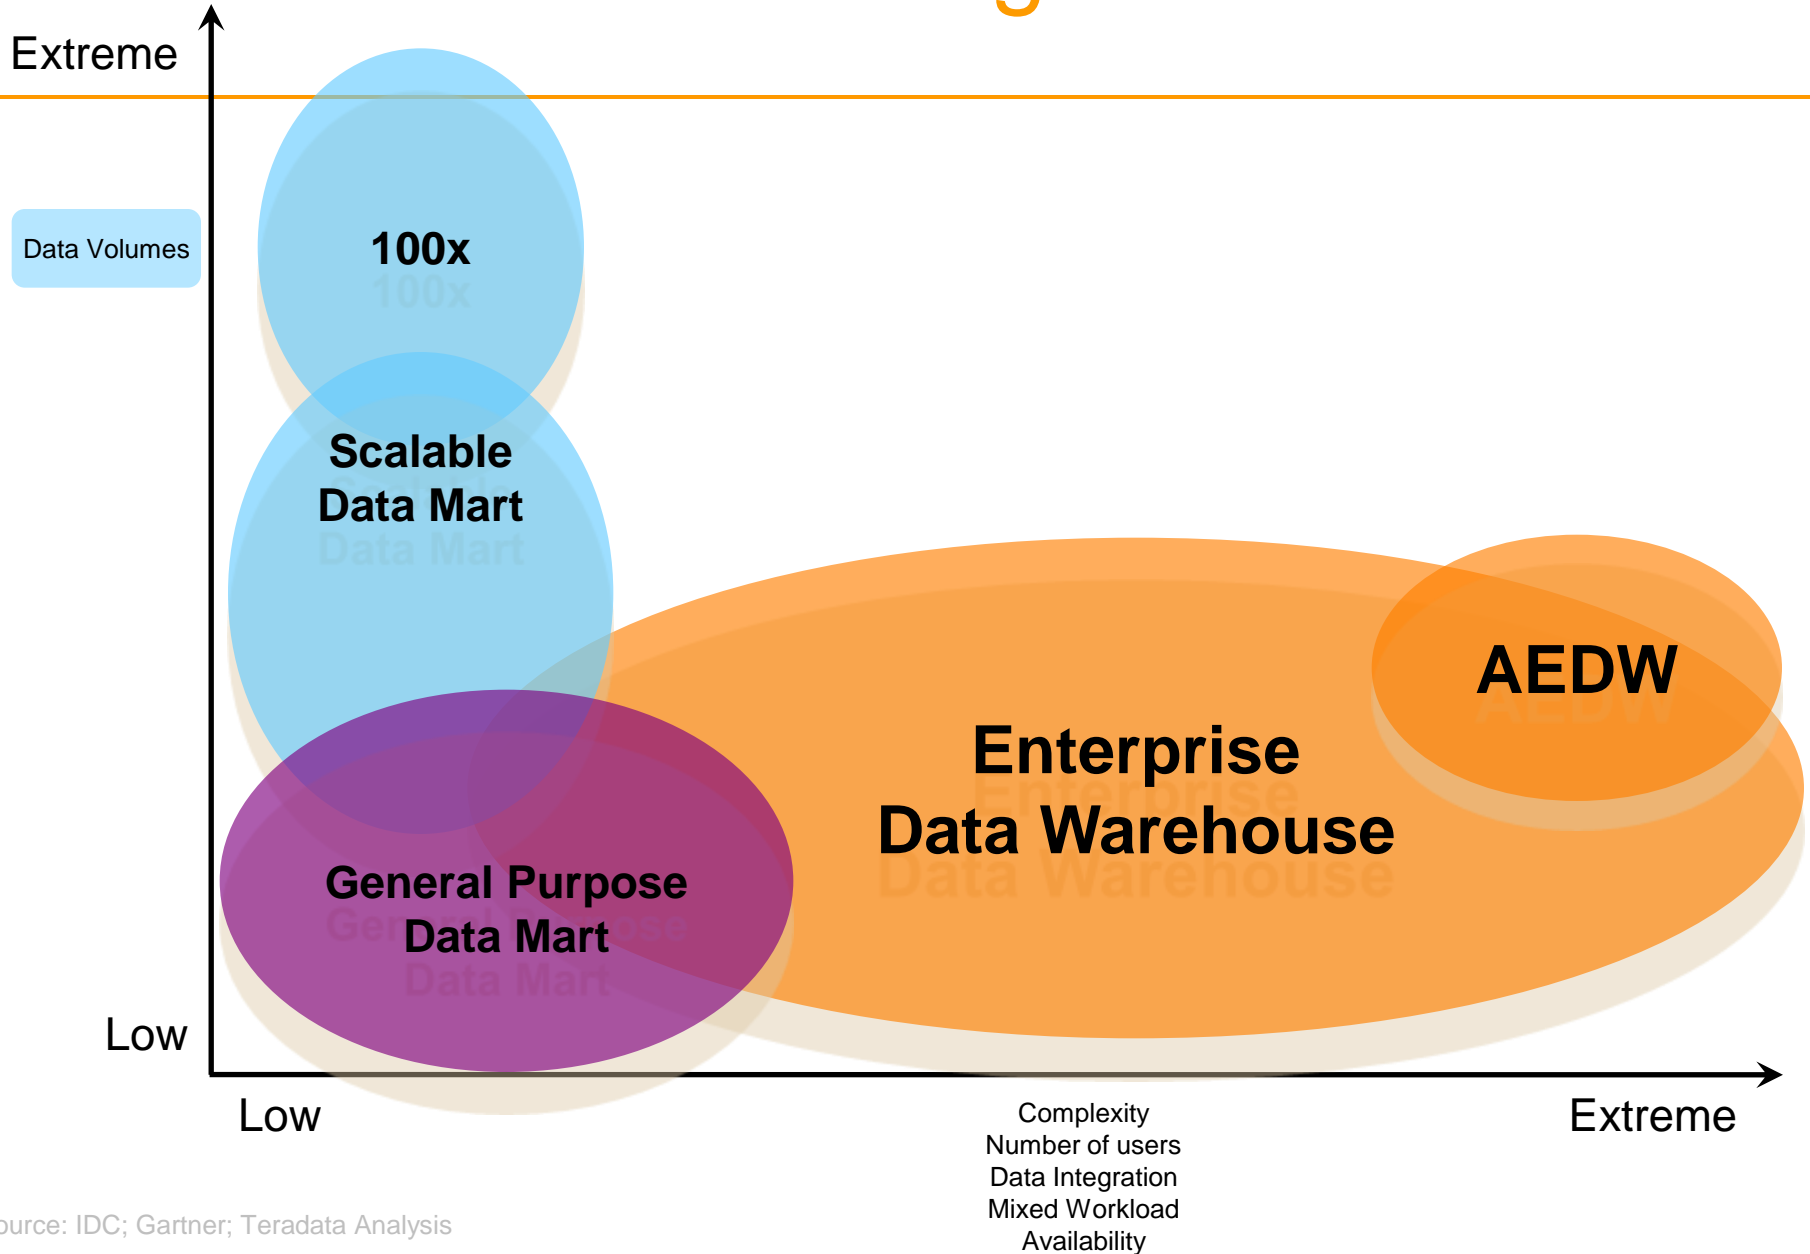 Extreme
Data Volumes
100x
Scalable
Data Mart
AEDW
Enterprise
Data Warehouse
General Purpose
Data Mart
Low
Low
Extreme
Complexity
Number of users
Data Integration
Mixed Workload
Availability
IDC; Gartner; Teradata Analysis